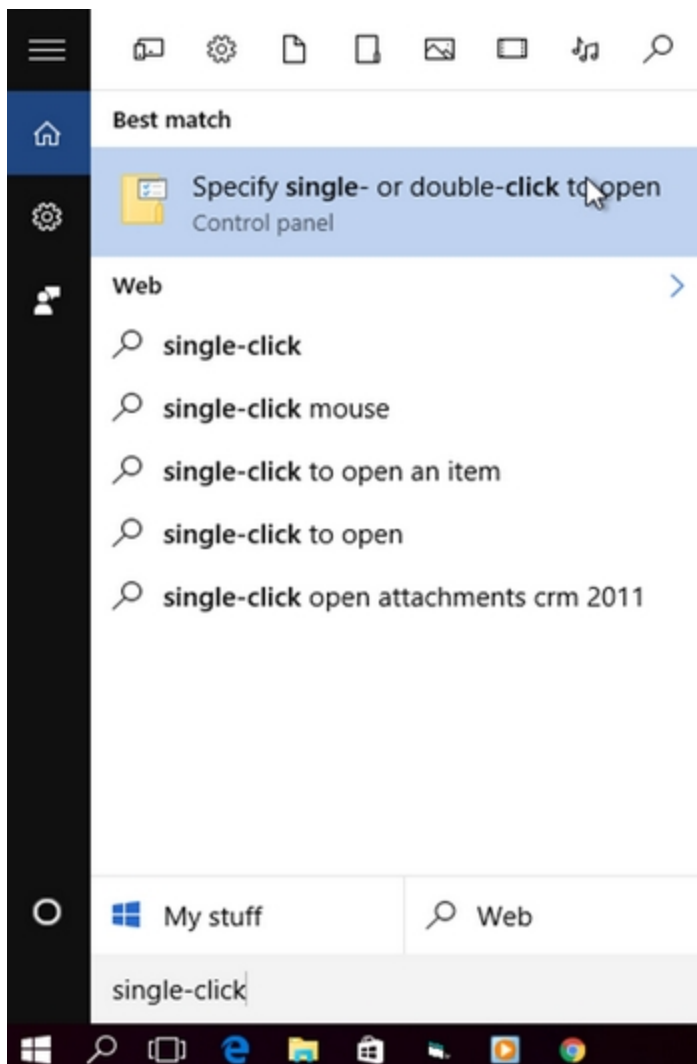 Best match
Specify single- or double-click to open
Control panel
Web
single-click
single-click mouse
single-click to open an item
single-click to open
single-click open attachments crm 2011
My stuff
Web
single-click